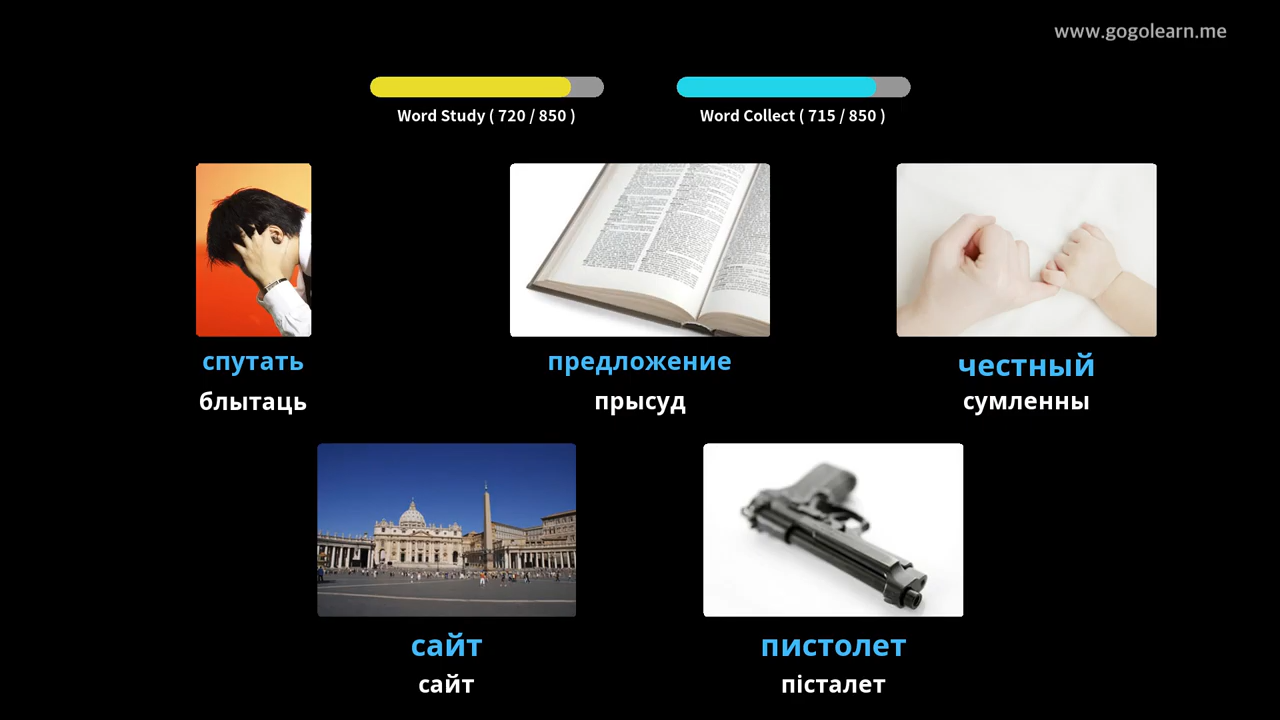 www.gogolearn.me
Word Study ( 720 / 850 )
Word Collect ( 715 / 850 )
спутать
блытаць
предложение
прысуд
честный
сумленны
сайт
сайт
пистолет
пісталет